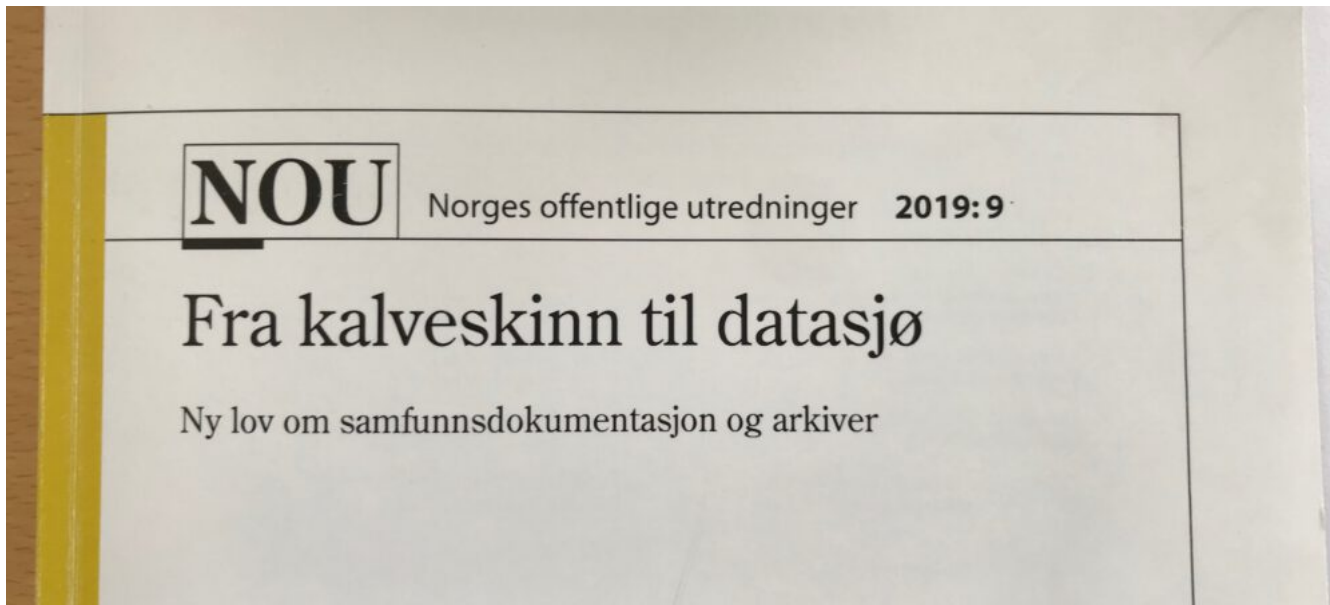 NOU Norges offentlige utredninger 2019: 9
Fra kalveskinn til datasjø
Ny lov om samfunnsdokumentasjon og arkiver